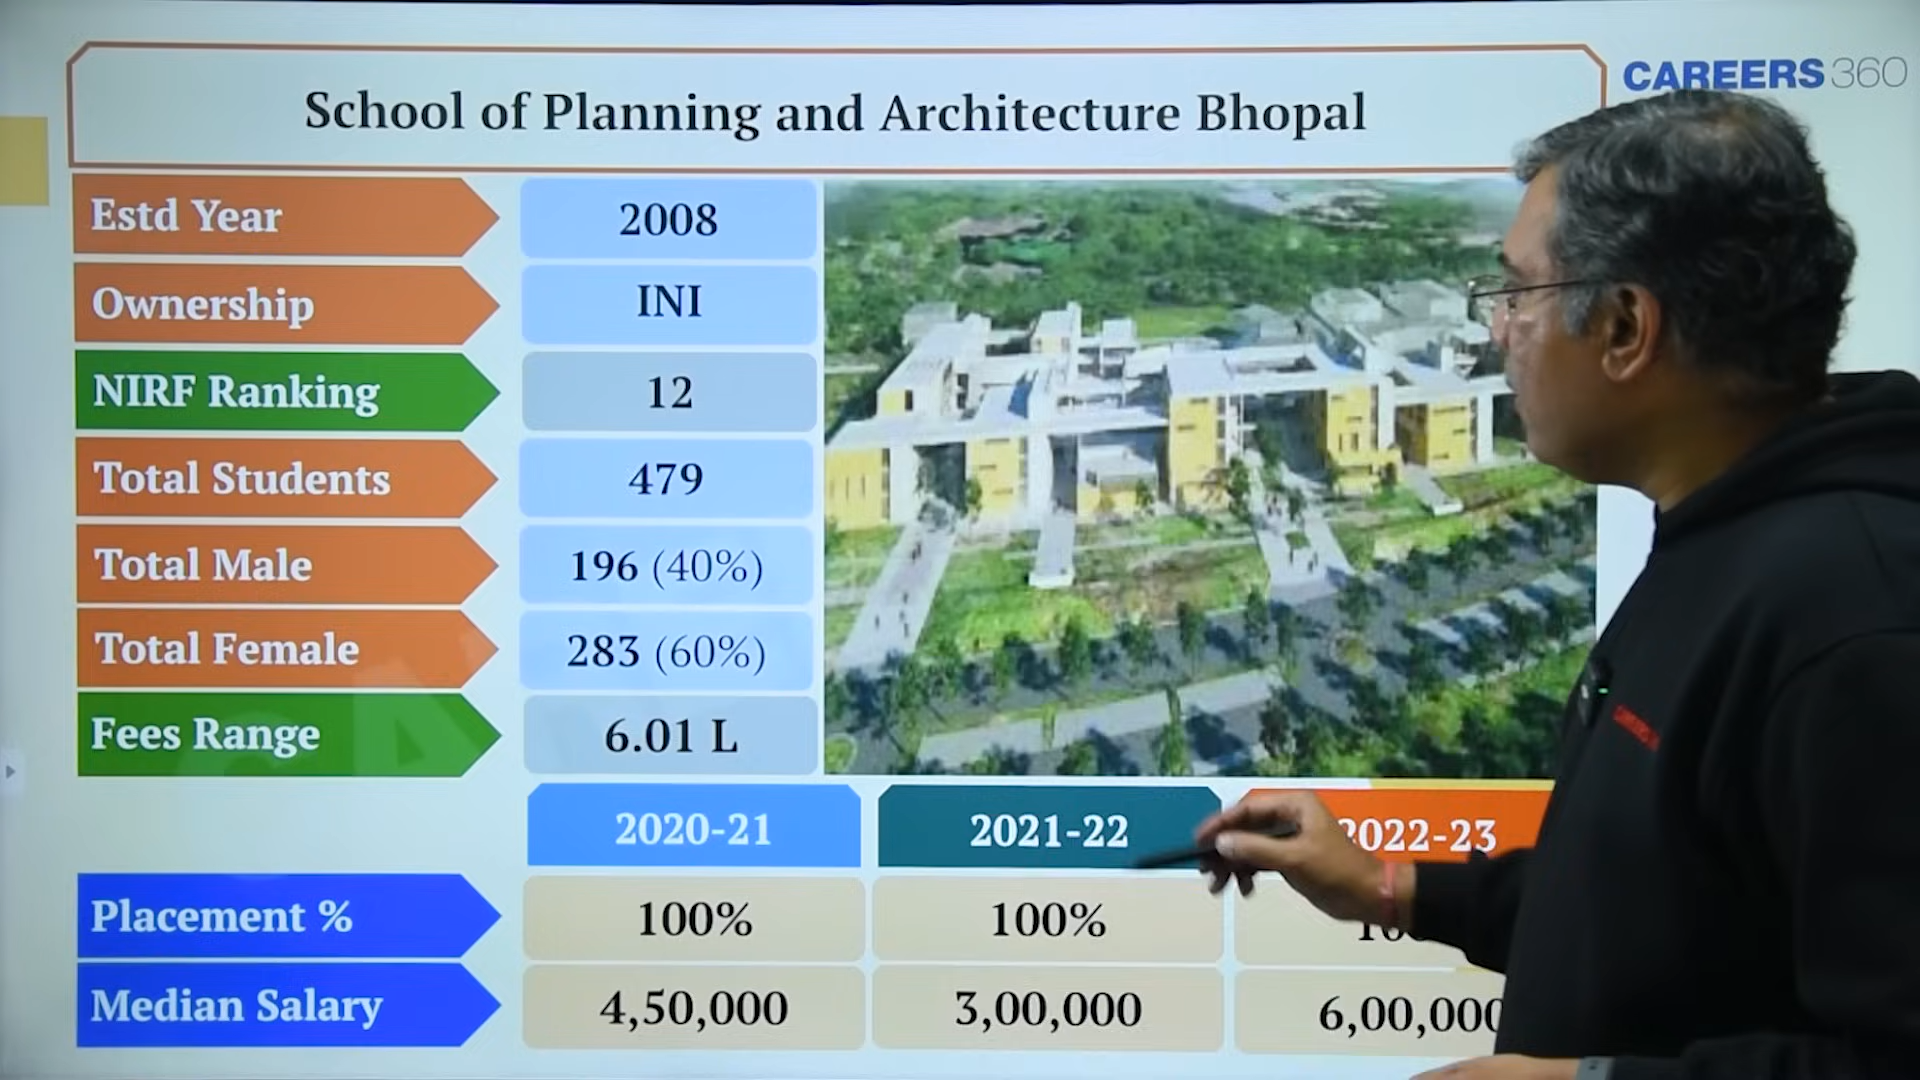 School of Planning and Architecture Bhopal
CAREERS360
Estd Year 2008
Ownership INI
NIRF Ranking 12
Total Students 479
Total Male 196 (40%)
Total Female 283 (60%)
Fees Range 6.01 L
2020-21 2021-22 2022-23
Placement % 100% 100%
Median Salary 4,50,000 3,00,000 6,00,000